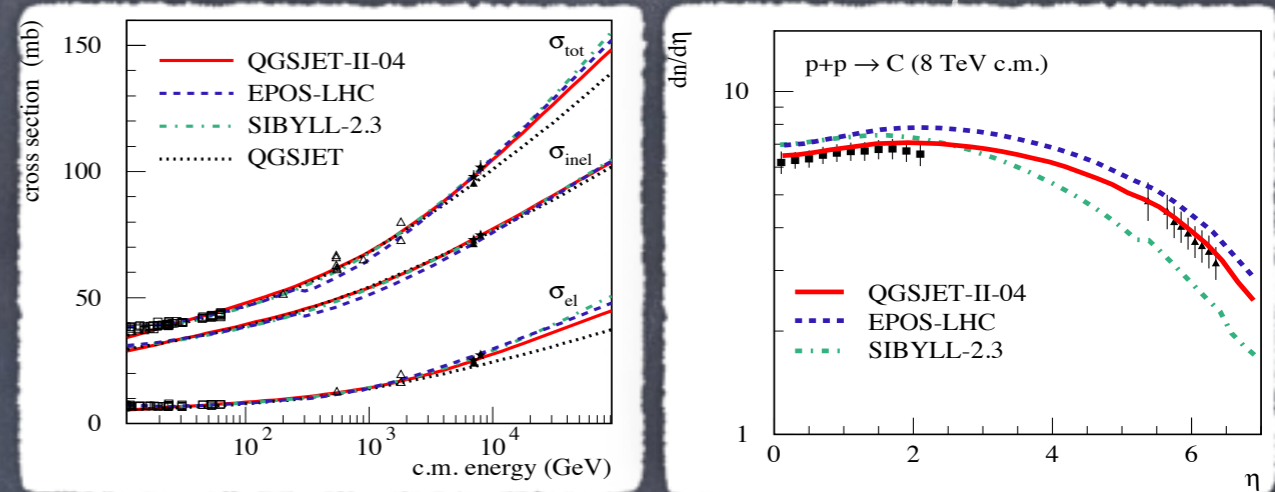 cross section (mb)
150
100
50
0
10²
10³
10⁴
c.m. energy (GeV)
QGSJET-II-04
EPOS-LHC
SIBYLL-2.3
QGSJET
σtot
σinel
σel
dn/dη
p+p → C (8 TeV c.m.)
10
1
QGSJET-II-04
EPOS-LHC
SIBYLL-2.3
0
2
4
6
η